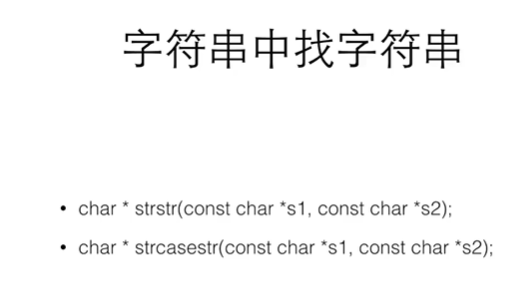 字符串中找字符串
• char * strstr(const char *s1, const char *s2);
• char * strcasestr(const char *s1, const char *s2);